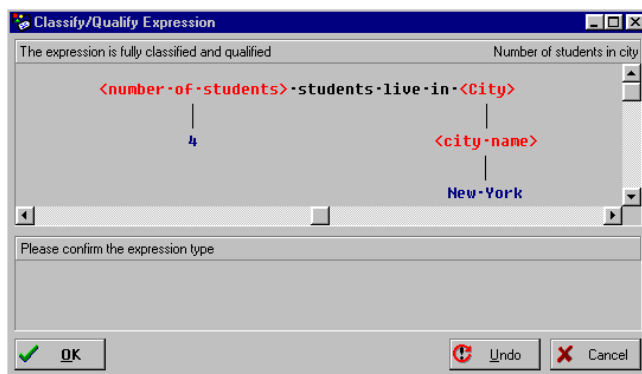 Classify/Qualify Expression
The expression is fully classified and qualified Number of students in city
<number·of·students>·students·live·in·<City>
4 <city·name>
New·York
Please confirm the expression type
OK Undo Cancel